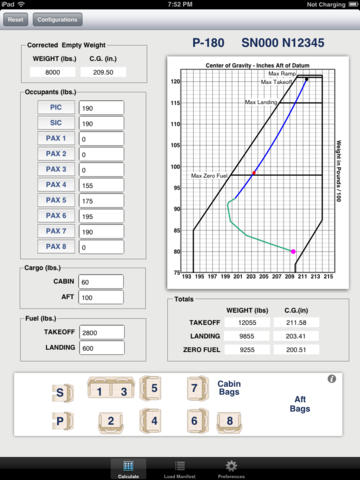 iPad 7:52 PM Not Charging
Reset Configurations
Corrected Empty Weight
WEIGHT (lbs.) C.G. (in.)
8000 209.50
Occupants (lbs.)
PIC 190
SIC 190
PAX 1 0
PAX 2 0
PAX 3 0
PAX 4 155
PAX 5 175
PAX 6 195
PAX 7 190
PAX 8 0
Cargo (lbs.)
CABIN 60
AFT 100
Fuel (lbs.)
TAKEOFF 2800
LANDING 600
P-180 SN000 N12345
Center of Gravity - Inches Aft of Datum
Max Ramp
120 Max Takeoff
115 Max Landing
110
105
100
Max Zero Fuel
95
90
85
80
75
193 195 197 199 201 203 205 207 209 211 213 215
Weight in Pounds / 100
Totals
WEIGHT (lbs) C.G.(in)
TAKEOFF 12055 211.58
LANDING 9855 203.41
ZERO FUEL 9255 200.51
S 1 3 5 7 Cabin Bags
P 2 4 6 8 Aft Bags
i
Calculate Load Manifest Preferences